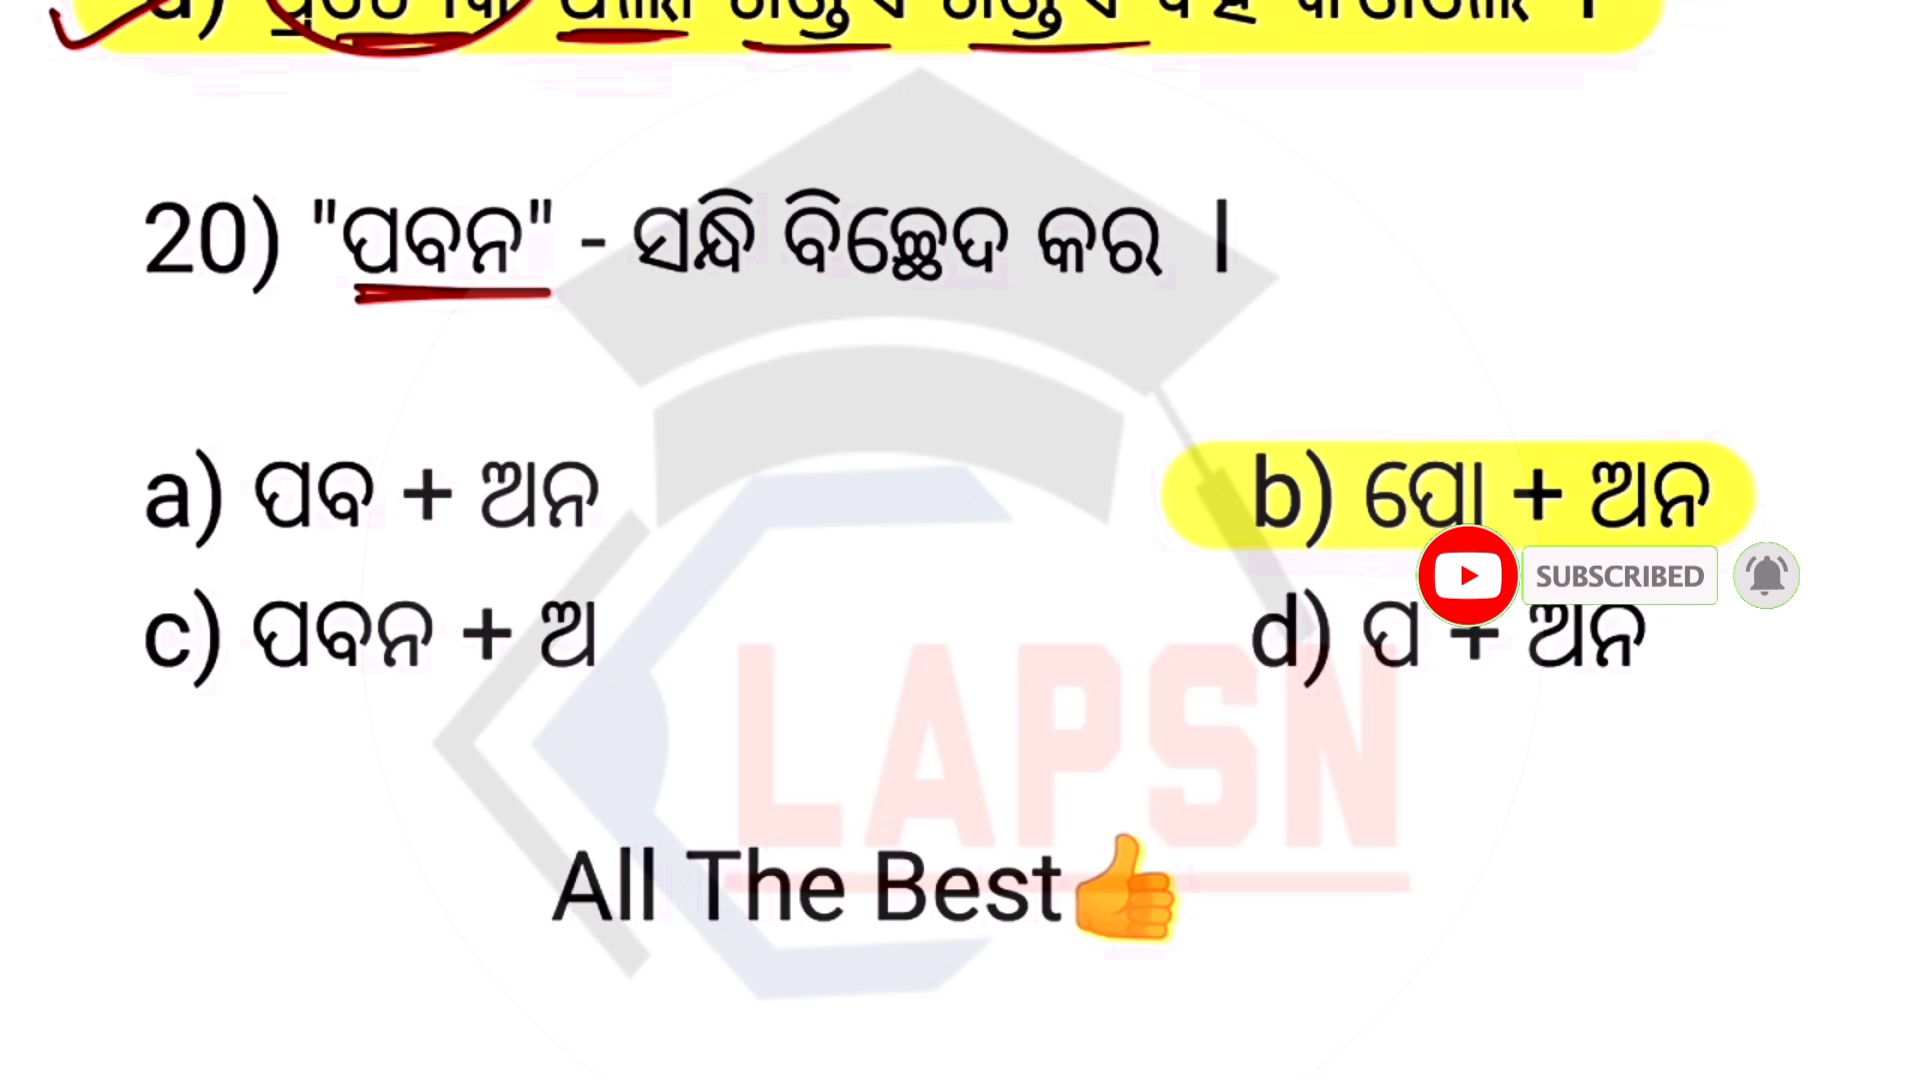 20) "ପବନ" - ସନ୍ଧି ବିଚ୍ଛେଦ କର ।
a) ପବ + ଅନ
b) ପୋ + ଅନ
SUBSCRIBED
c) ପବନ + ଅ
d) ପ + ଅନ
LAPSN
All The Best👍